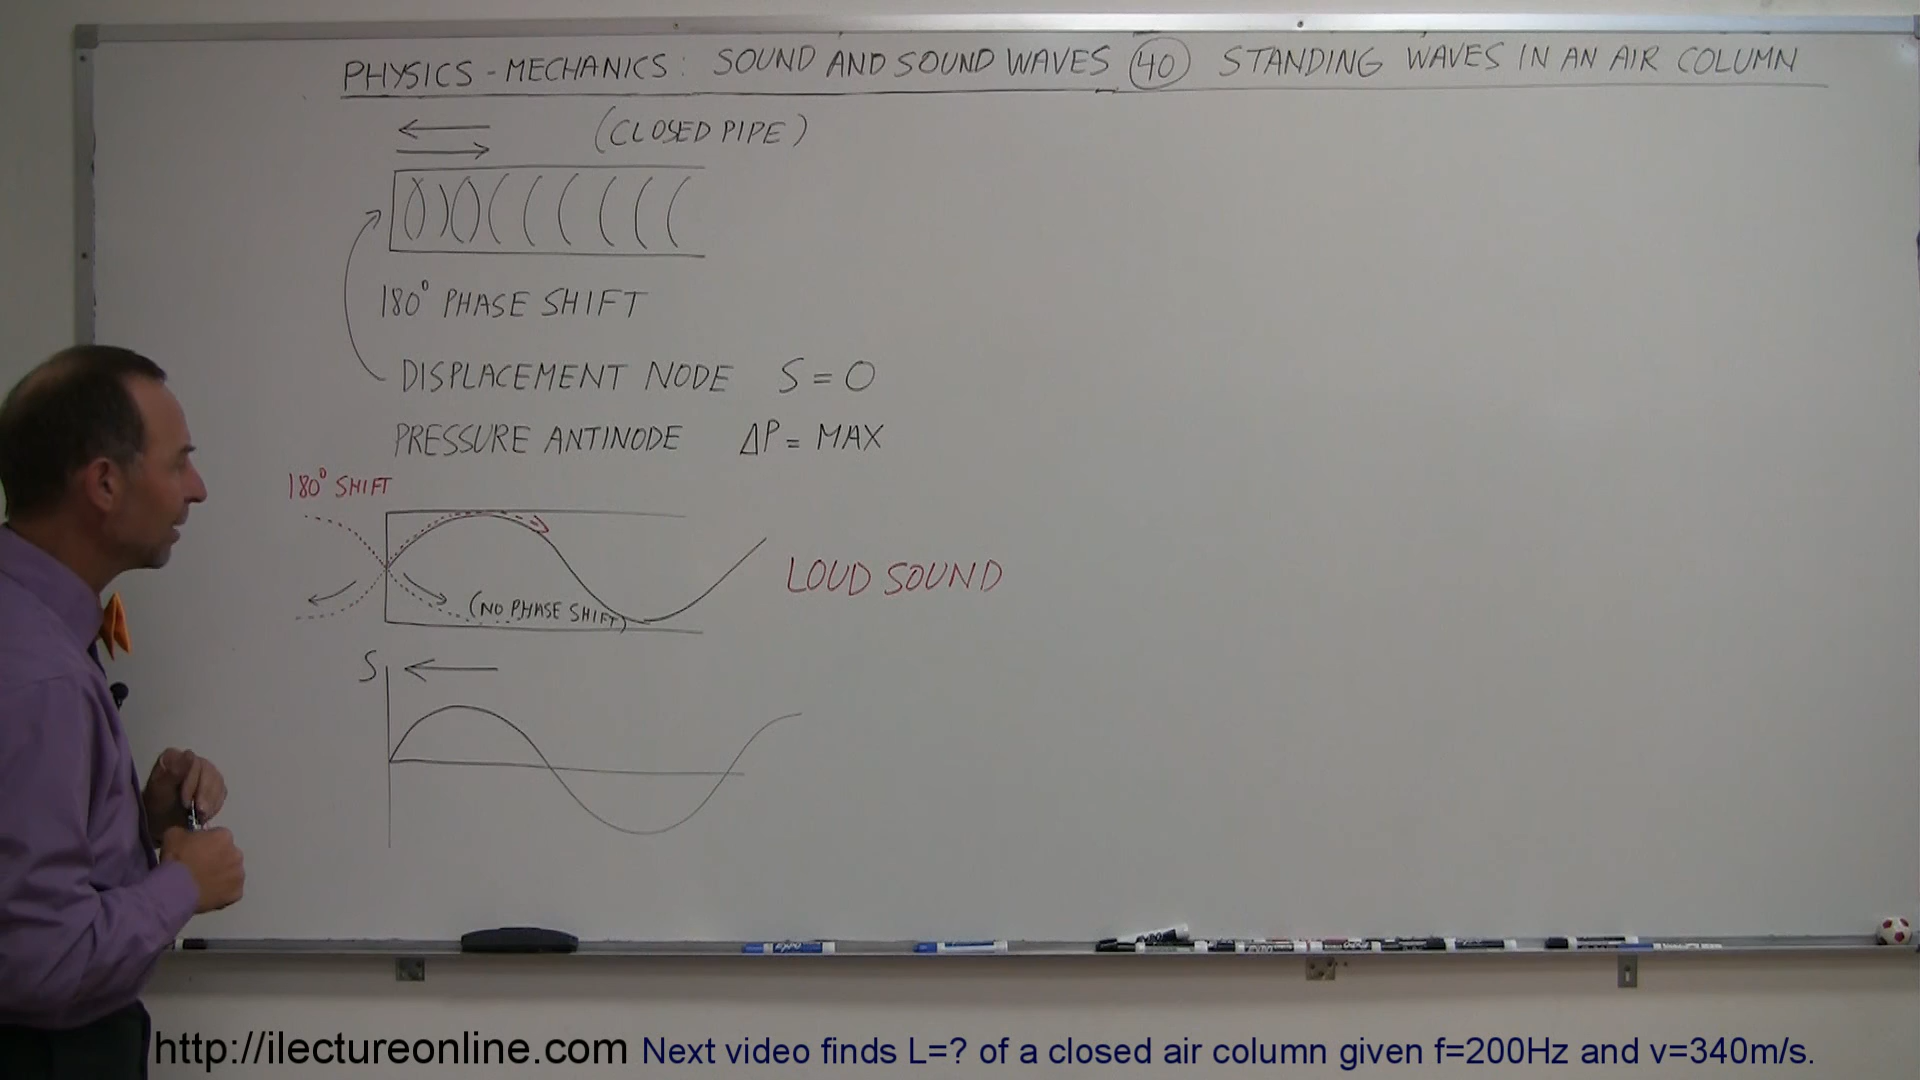 PHYSICS - MECHANICS: SOUND AND SOUND WAVES 40 STANDING WAVES IN AN AIR COLUMN
(CLOSED PIPE)
180° PHASE SHIFT
DISPLACEMENT NODE S = 0
PRESSURE ANTINODE ΔP = MAX
180° SHIFT
LOUD SOUND
(NO PHASE SHIFT)
S
http://ilectureonline.com Next video finds L=? of a closed air column given f=200Hz and v=340m/s.